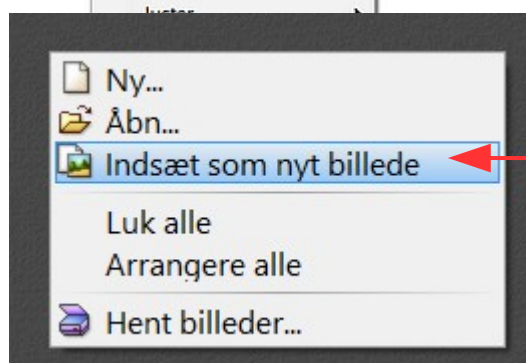 Ny...
Åbn...
Indsæt som nyt billede
Luk alle
Arrangere alle
Hent billeder...